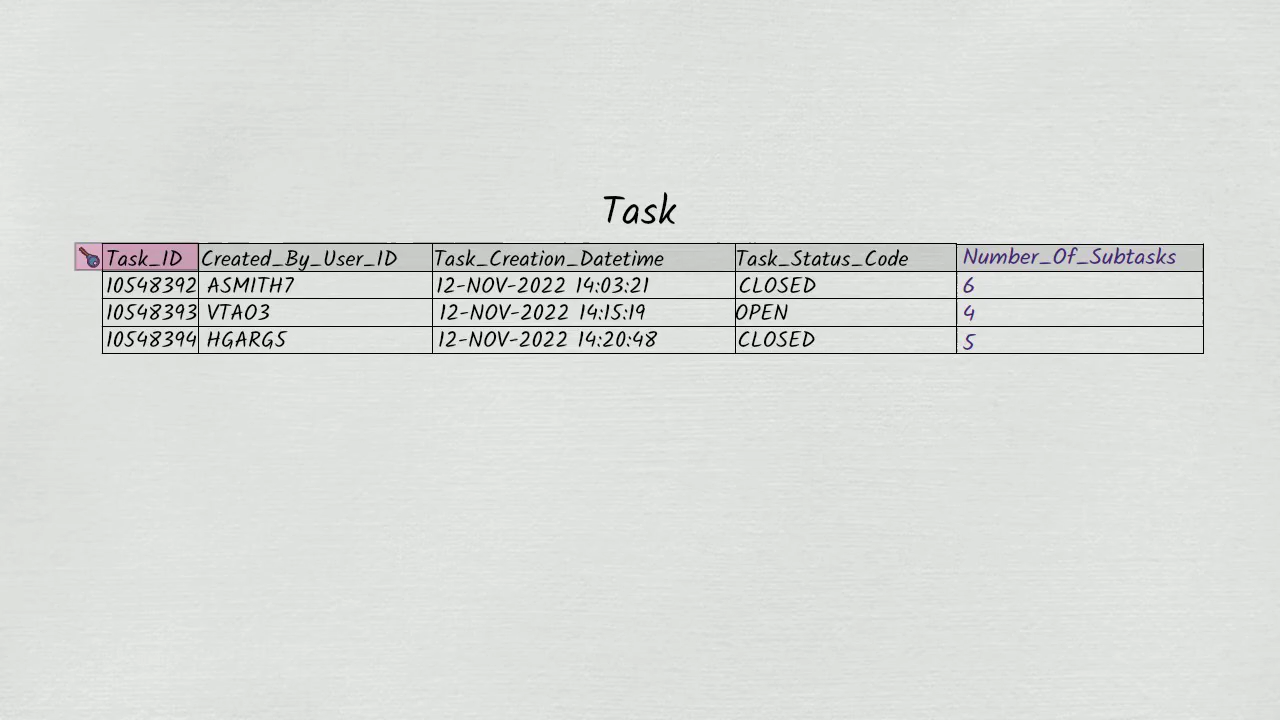 Task
Task_ID Created_By_User_ID Task_Creation_Datetime Task_Status_Code Number_Of_Subtasks
10548392 ASMITH7 12-NOV-2022 14:03:21 CLOSED 6
10548393 VTAO3 12-NOV-2022 14:15:19 OPEN 4
10548394 HGARG5 12-NOV-2022 14:20:48 CLOSED 5